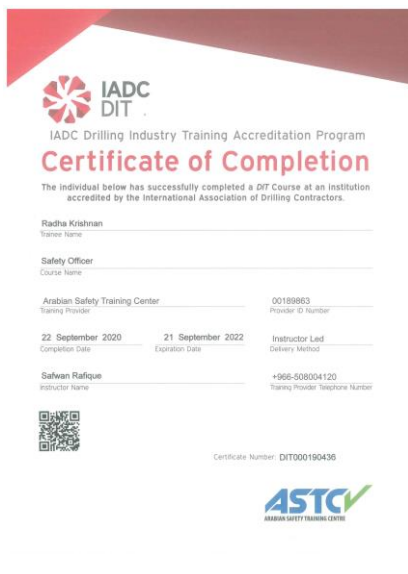 IADC
DIT
IADC Drilling Industry Training Accreditation Program
Certificate of Completion
The individual below has successfully completed a DIT Course at an institution
accredited by the International Association of Drilling Contractors.
Radha Krishnan
Trainee Name
Safety Officer
Course Name
Arabian Safety Training Center 00189863
Training Provider Provider ID Number
22 September 2020 21 September 2022 Instructor Led
Completion Date Expiration Date Delivery Method
Safwan Rafique +966-508004120
Instructor Name Training Provider Telephone Number
Certificate Number: DIT000190436
ASTC
ARABIAN SAFETY TRAINING CENTRE